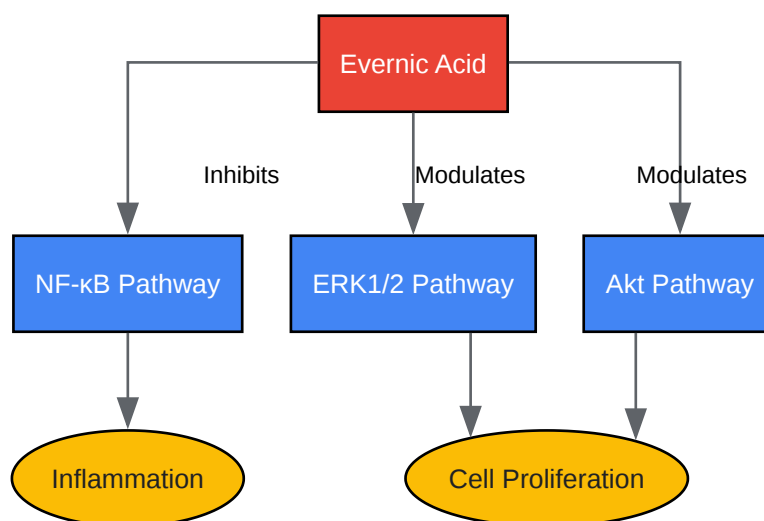 Evernic Acid
Inhibits
Modulates
Modulates
NF-κB Pathway
ERK1/2 Pathway
Akt Pathway
Inflammation
Cell Proliferation